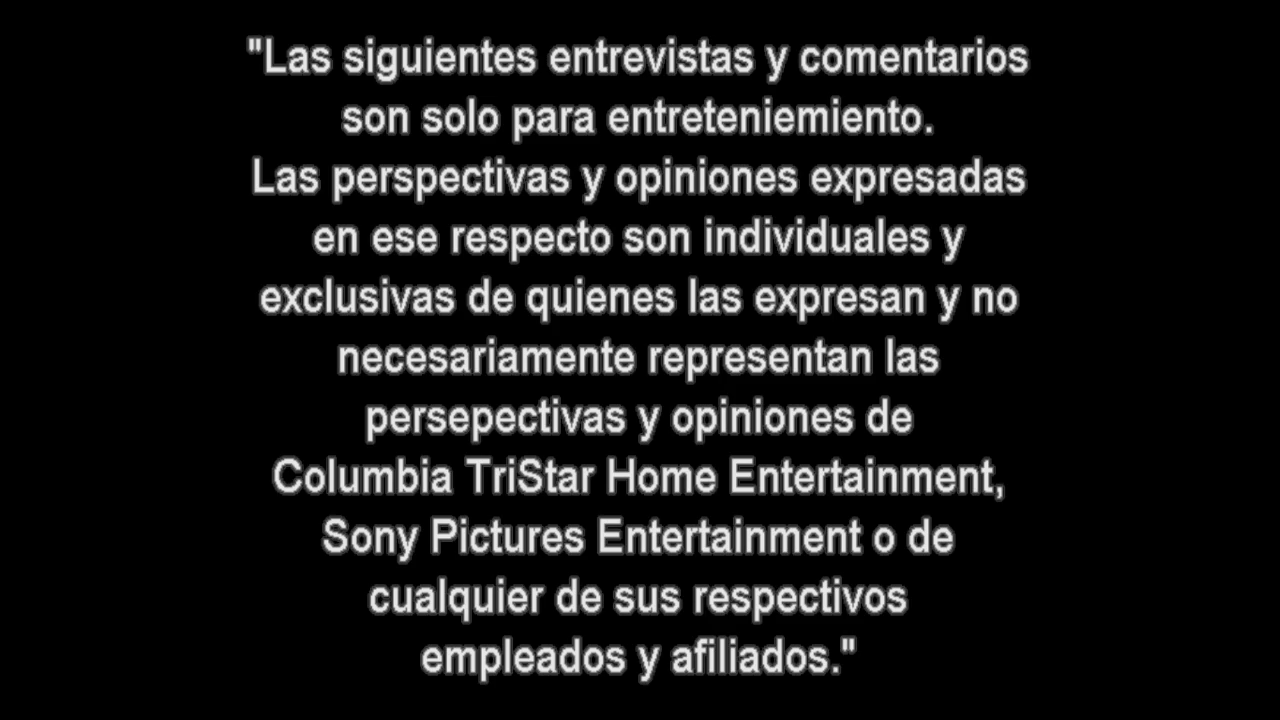 "Las siguientes entrevistas y comentarios
son solo para entreteniemiento.
Las perspectivas y opiniones expresadas
en ese respecto son individuales y
exclusivas de quienes las expresan y no
necesariamente representan las
persepectivas y opiniones de
Columbia TriStar Home Entertainment,
Sony Pictures Entertainment o de
cualquier de sus respectivos
empleados y afiliados."